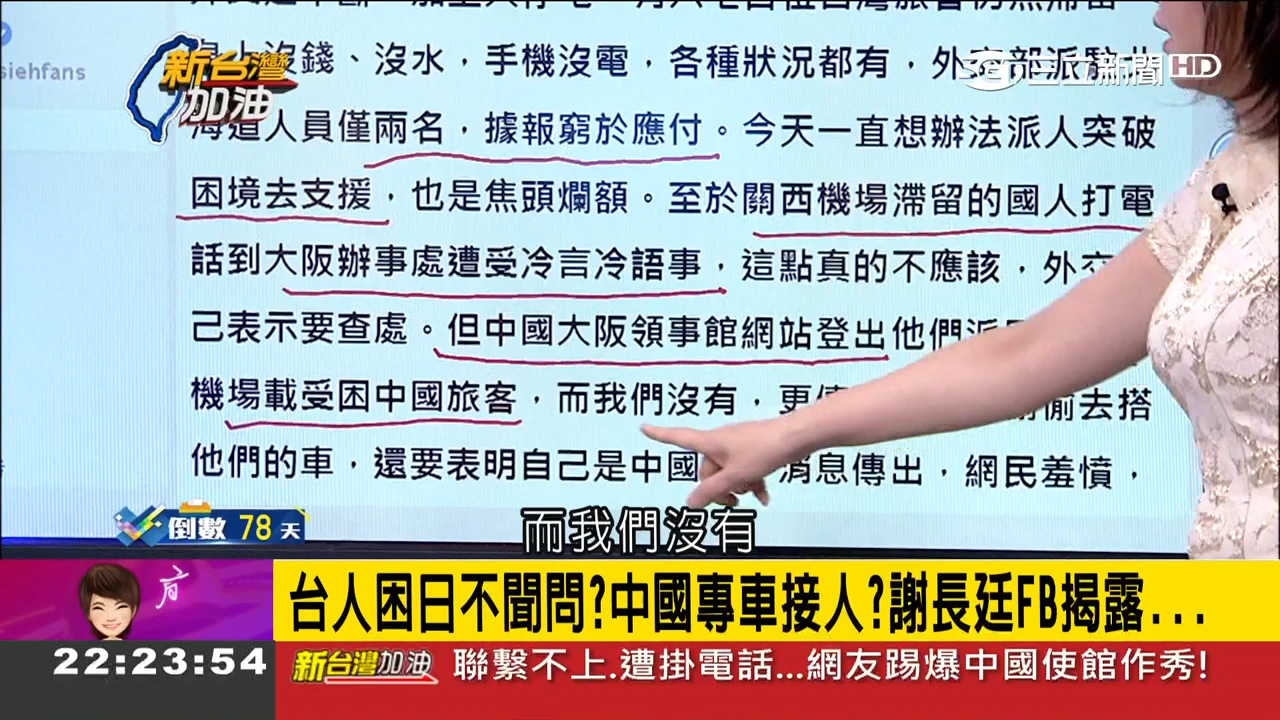 新台灣加油
三立新聞HD
siehfans
身上沒錢、沒水，手機沒電，各種狀況都有，外交部派駐北
海道人員僅兩名，據報窮於應付。今天一直想辦法派人突破
困境去支援，也是焦頭爛額。至於關西機場滯留的國人打電
話到大阪辦事處遭受冷言冷語事，這點真的不應該，外交
己表示要查處。但中國大阪領事館網站登出他們派
機場載受困中國旅客，而我們沒有，更使 偷去搭
他們的車，還要表明自己是中國 消息傳出，網民羞憤，
而我們沒有
倒數 78 天
台人困日不聞問?中國專車接人?謝長廷FB揭露...
22:23:54
新台灣加油 聯繫不上.遭掛電話...網友踢爆中國使館作秀!